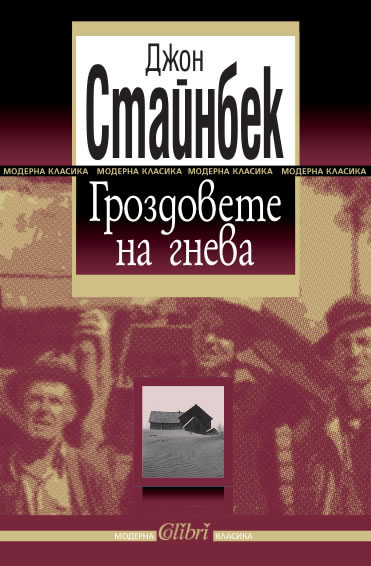 Джон
Стайнбек
МОДЕРНА КЛАСИКА МОДЕРНА КЛАСИКА МОДЕРНА КЛАСИКА МОДЕРНА КЛАСИКА
Гроздовете
на гнева
МОДЕРНА Colibri КЛАСИКА